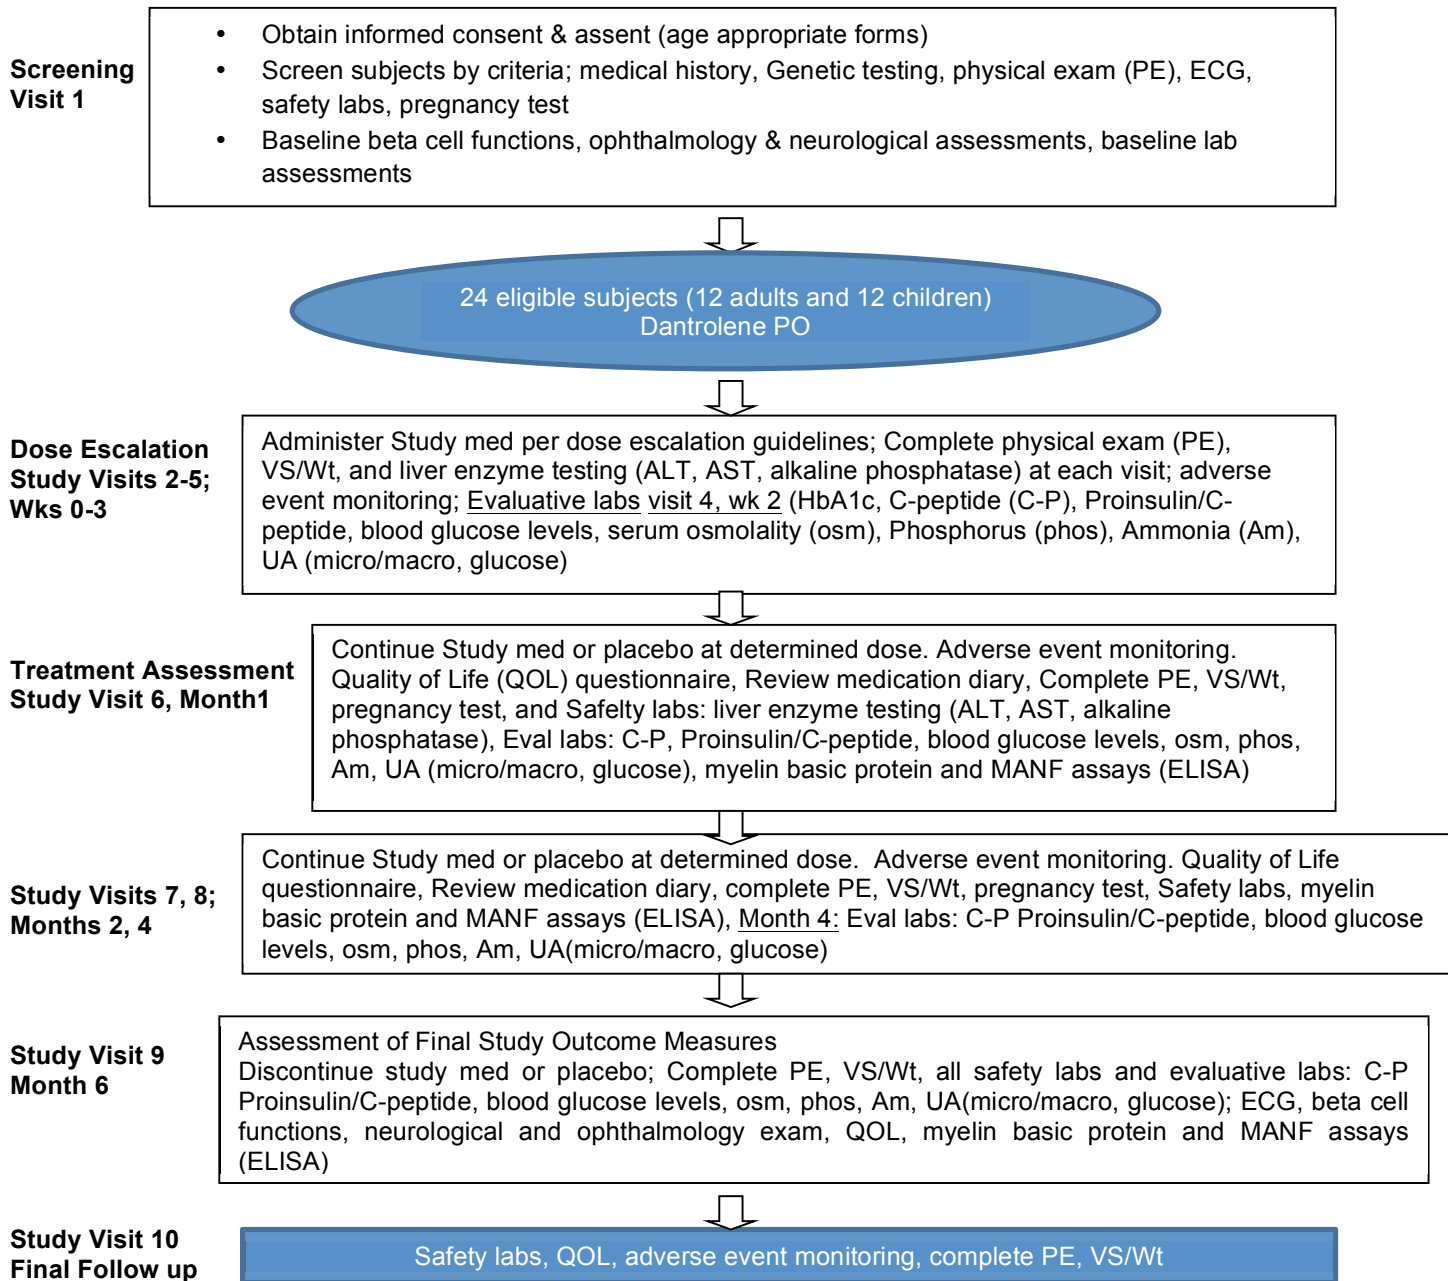 Screening
Visit 1
• Obtain informed consent & assent (age appropriate forms)
• Screen subjects by criteria; medical history, Genetic testing, physical exam (PE), ECG,
safety labs, pregnancy test
• Baseline beta cell functions, ophthalmology & neurological assessments, baseline lab
assessments
24 eligible subjects (12 adults and 12 children)
Dantrolene PO
Dose Escalation
Study Visits 2-5;
Wks 0-3
Administer Study med per dose escalation guidelines; Complete physical exam (PE),
VS/Wt, and liver enzyme testing (ALT, AST, alkaline phosphatase) at each visit; adverse
event monitoring; Evaluative labs visit 4, wk 2 (HbA1c, C-peptide (C-P), Proinsulin/C-
peptide, blood glucose levels, serum osmolality (osm), Phosphorus (phos), Ammonia (Am),
UA (micro/macro, glucose)
Treatment Assessment
Study Visit 6, Month1
Continue Study med or placebo at determined dose. Adverse event monitoring.
Quality of Life (QOL) questionnaire, Review medication diary, Complete PE, VS/Wt,
pregnancy test, and Safelty labs: liver enzyme testing (ALT, AST, alkaline
phosphatase), Eval labs: C-P, Proinsulin/C-peptide, blood glucose levels, osm, phos,
Am, UA (micro/macro, glucose), myelin basic protein and MANF assays (ELISA)
Study Visits 7, 8;
Months 2, 4
Continue Study med or placebo at determined dose. Adverse event monitoring. Quality of Life
questionnaire, Review medication diary, complete PE, VS/Wt, pregnancy test, Safety labs, myelin
basic protein and MANF assays (ELISA), Month 4: Eval labs: C-P Proinsulin/C-peptide, blood glucose
levels, osm, phos, Am, UA(micro/macro, glucose)
Study Visit 9
Month 6
Assessment of Final Study Outcome Measures
Discontinue study med or placebo; Complete PE, VS/Wt, all safety labs and evaluative labs: C-P
Proinsulin/C-peptide, blood glucose levels, osm, phos, Am, UA(micro/macro, glucose); ECG, beta cell
functions, neurological and ophthalmology exam, QOL, myelin basic protein and MANF assays
(ELISA)
Study Visit 10
Final Follow up
Safety labs, QOL, adverse event monitoring, complete PE, VS/Wt